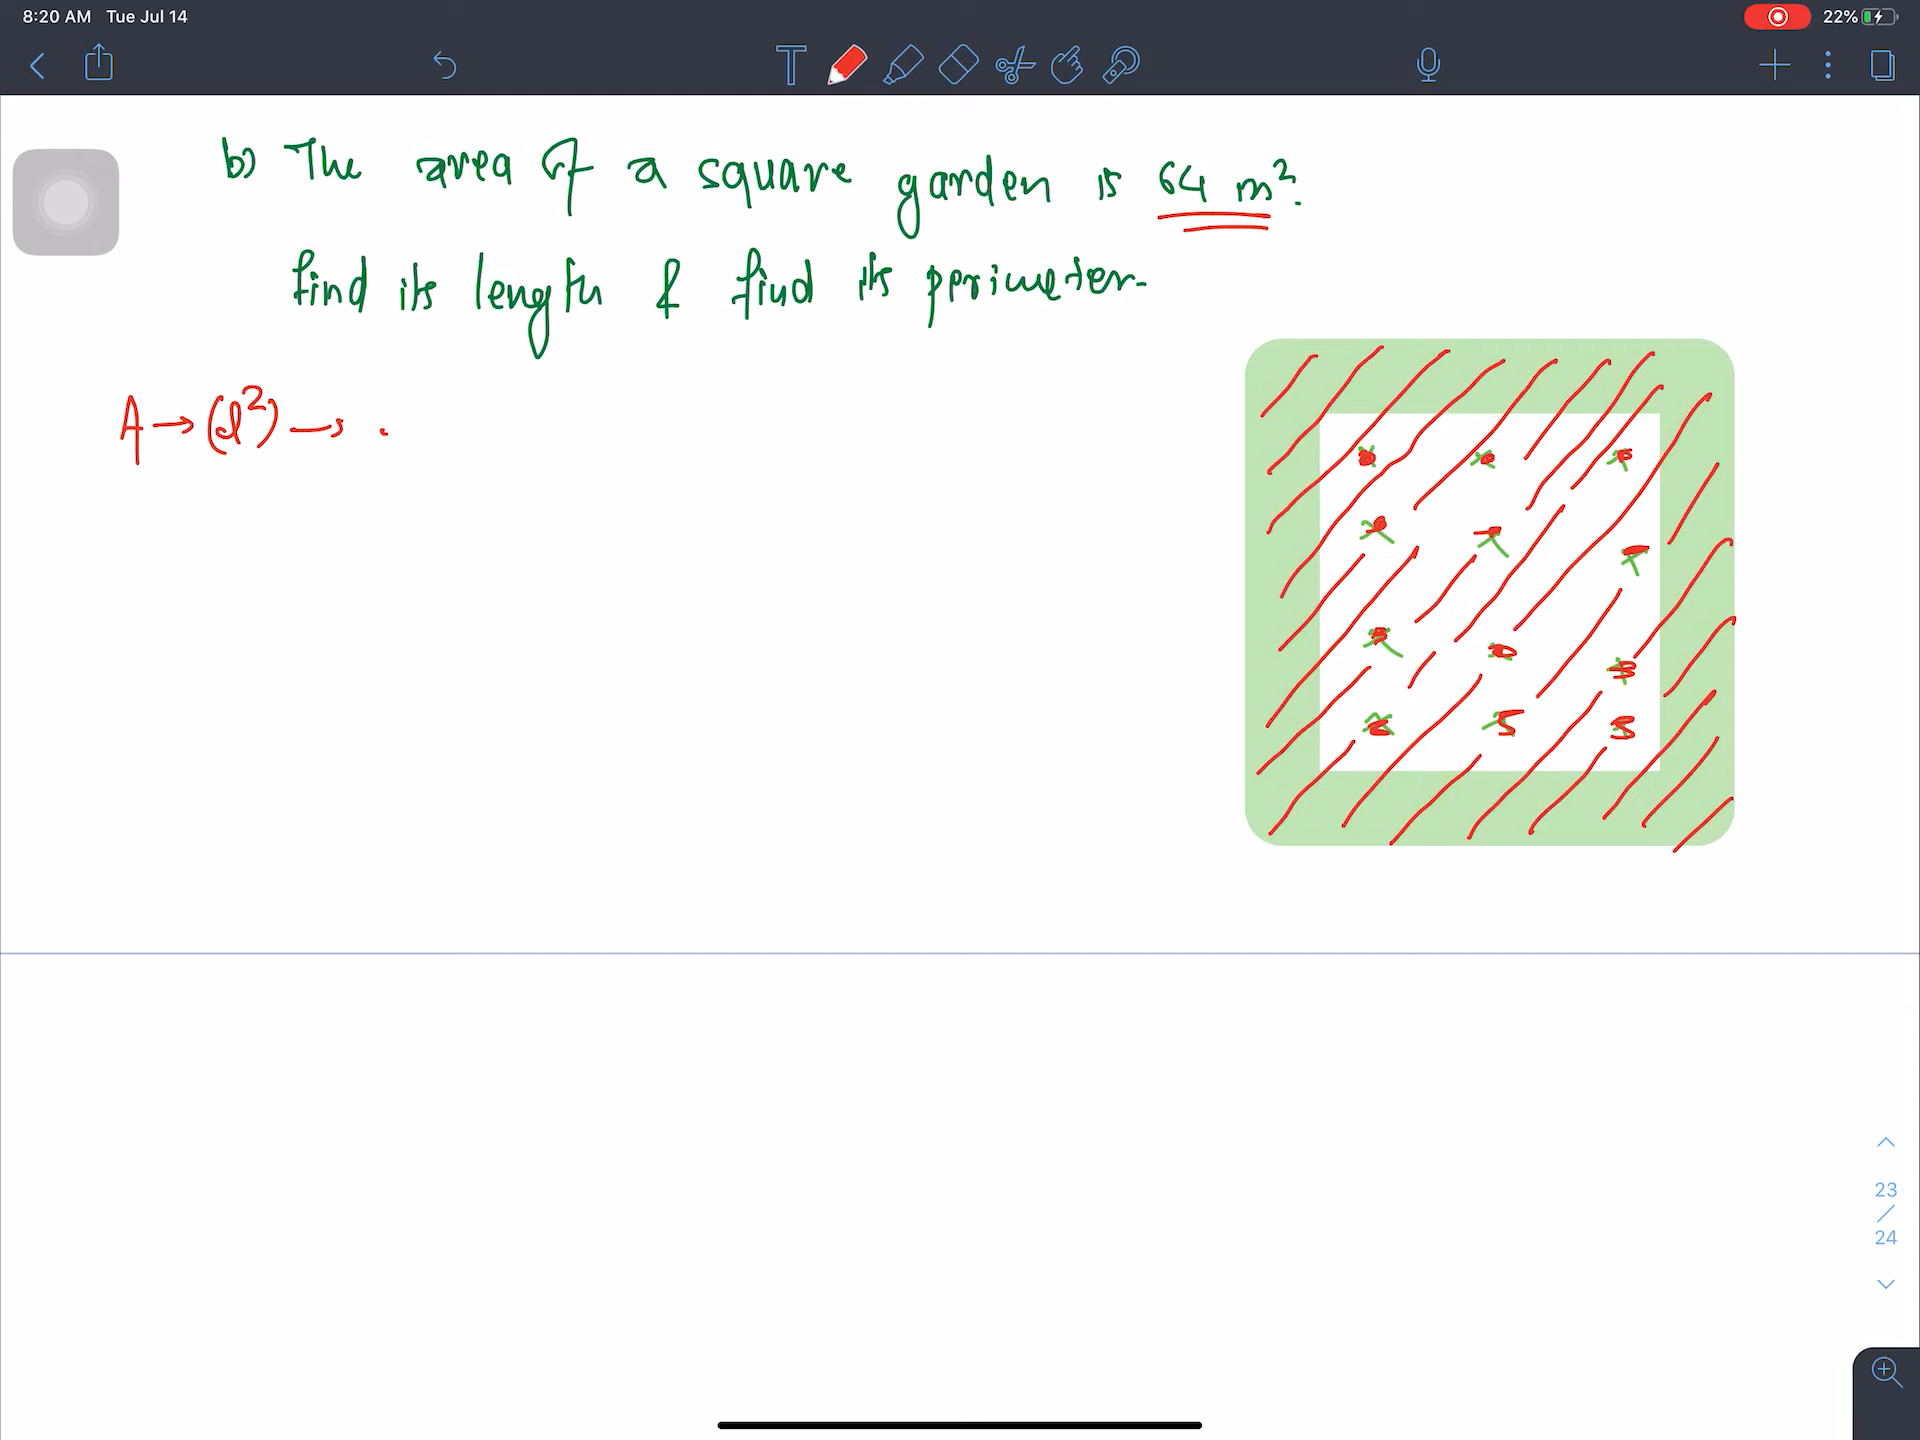 8:20 AM Tue Jul 14
22%
T
b) The area of a square garden is 64 m².
find its length & find its perimeter.
A → (l²) → .
23
/
24